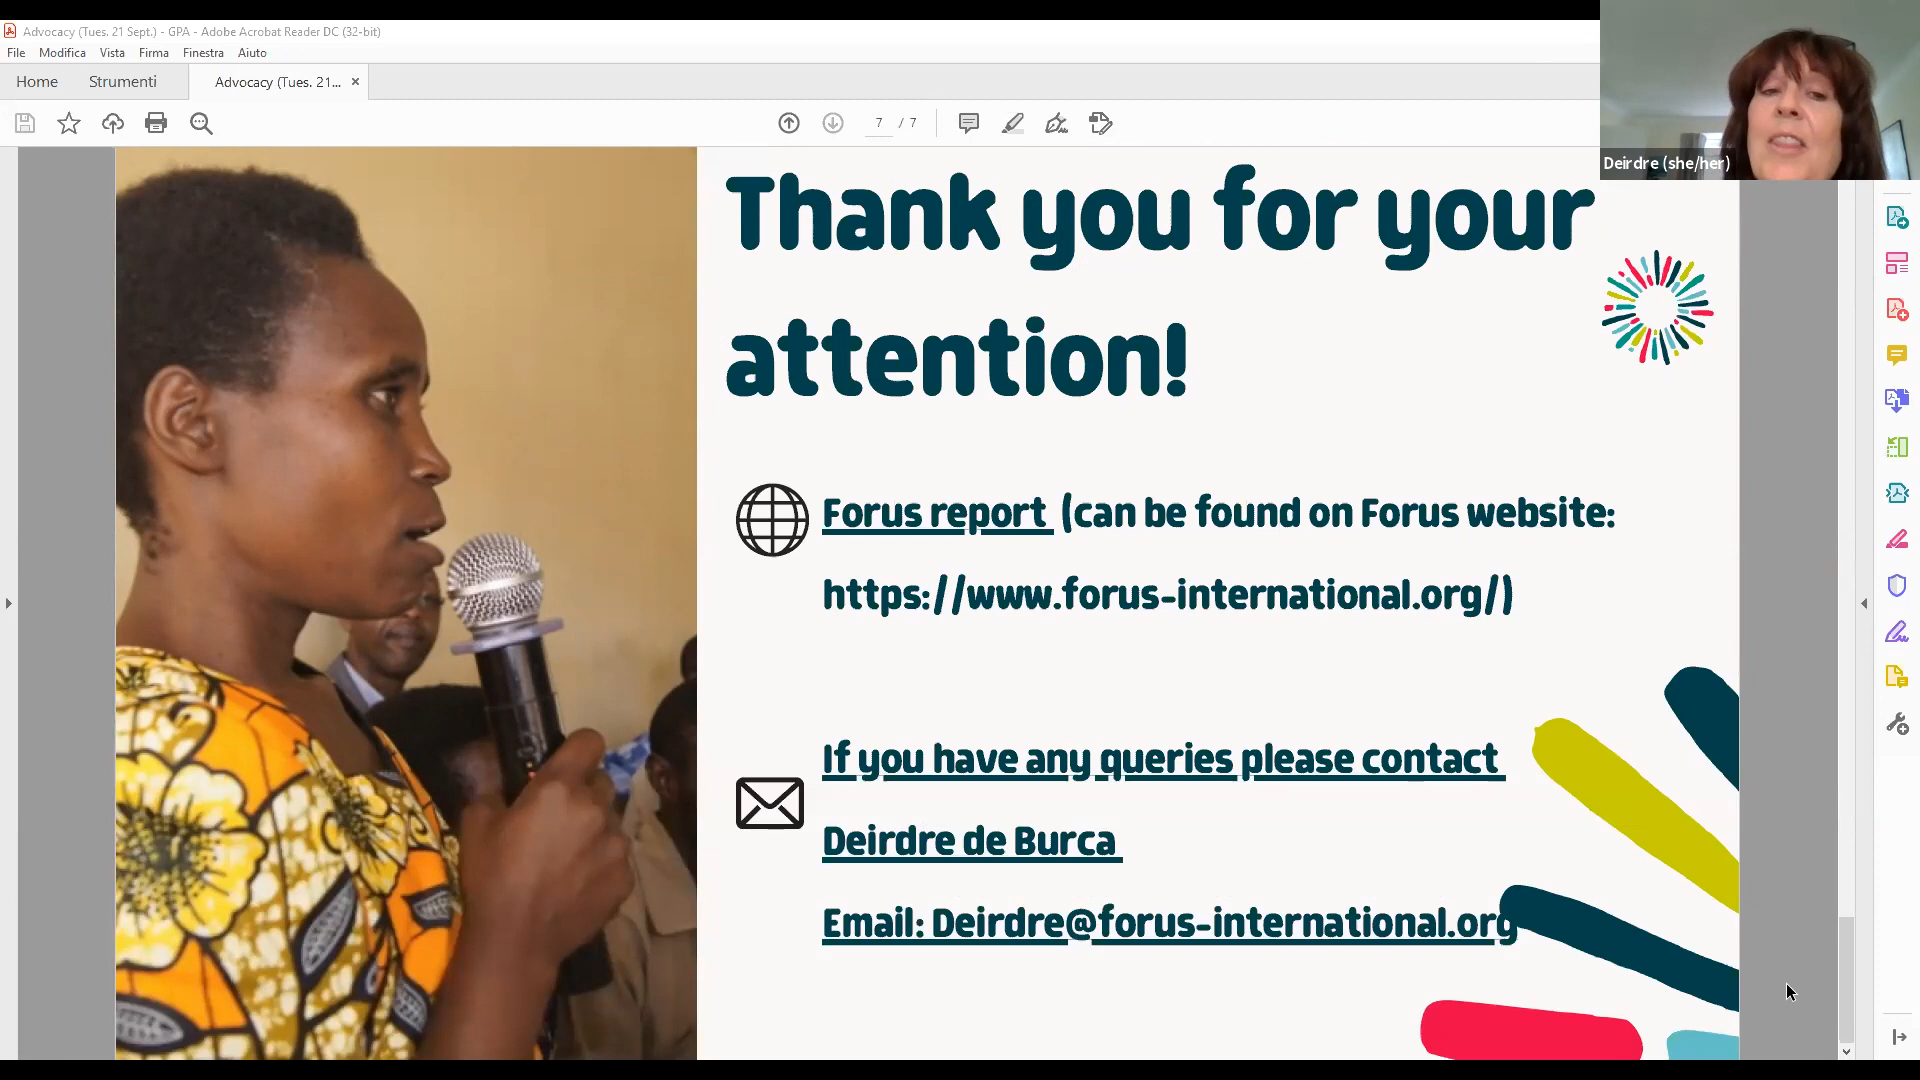 Advocacy (Tues. 21 Sept.) - GPA - Adobe Acrobat Reader DC (32-bit)
File Modifica Vista Firma Finestra Aiuto
Home Strumenti Advocacy (Tues. 21... ×
7 / 7
Deirdre (she/her)
Thank you for your
attention!
Forus report (can be found on Forus website:
https://www.forus-international.org/)
If you have any queries please contact
Deirdre de Burca
Email: Deirdre@forus-international.org